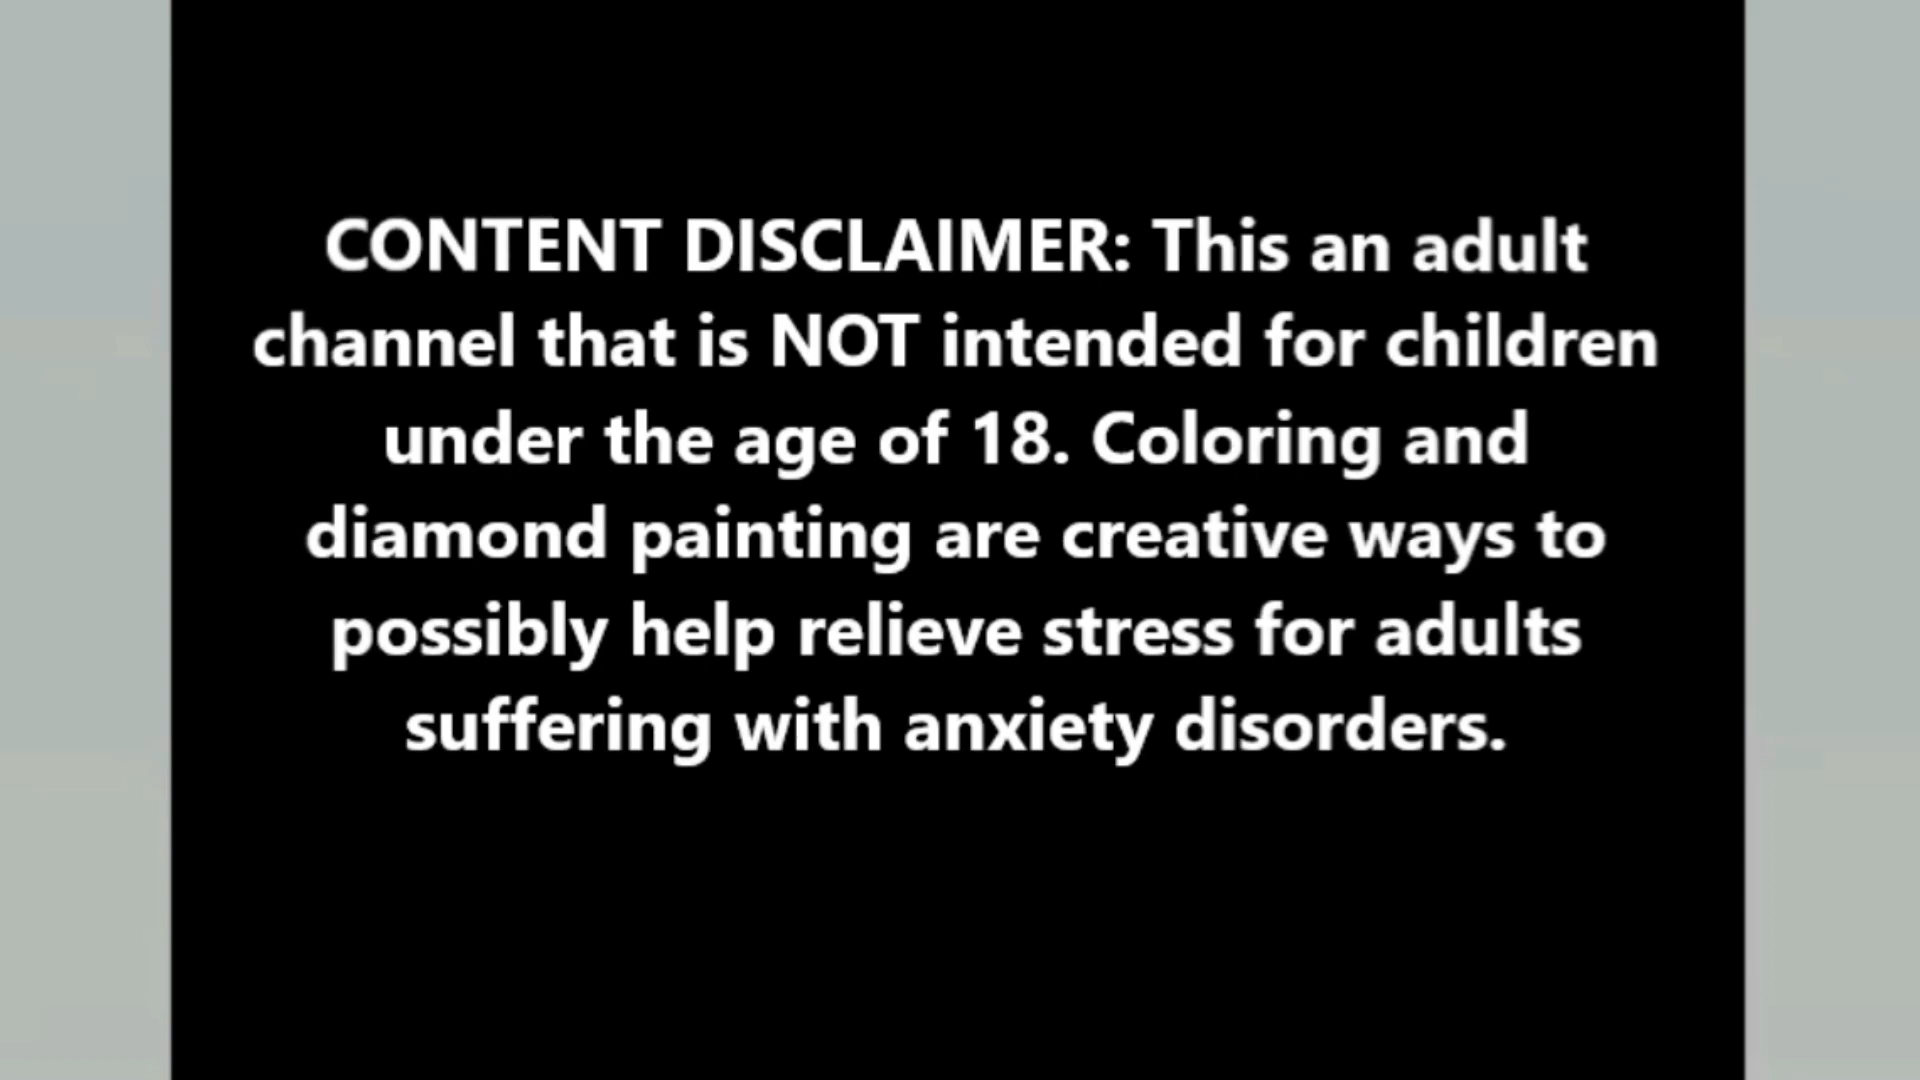 CONTENT DISCLAIMER: This an adult
channel that is NOT intended for children
under the age of 18. Coloring and
diamond painting are creative ways to
possibly help relieve stress for adults
suffering with anxiety disorders.